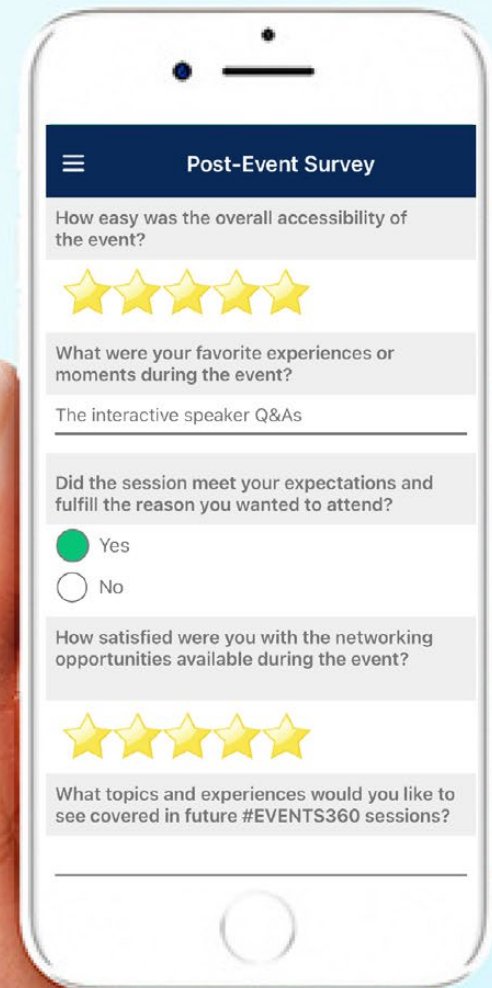 Post-Event Survey
How easy was the overall accessibility of
the event?
What were your favorite experiences or
moments during the event?
The interactive speaker Q&As
Did the session meet your expectations and
fulfill the reason you wanted to attend?
Yes
No
How satisfied were you with the networking
opportunities available during the event?
What topics and experiences would you like to
see covered in future #EVENTS360 sessions?